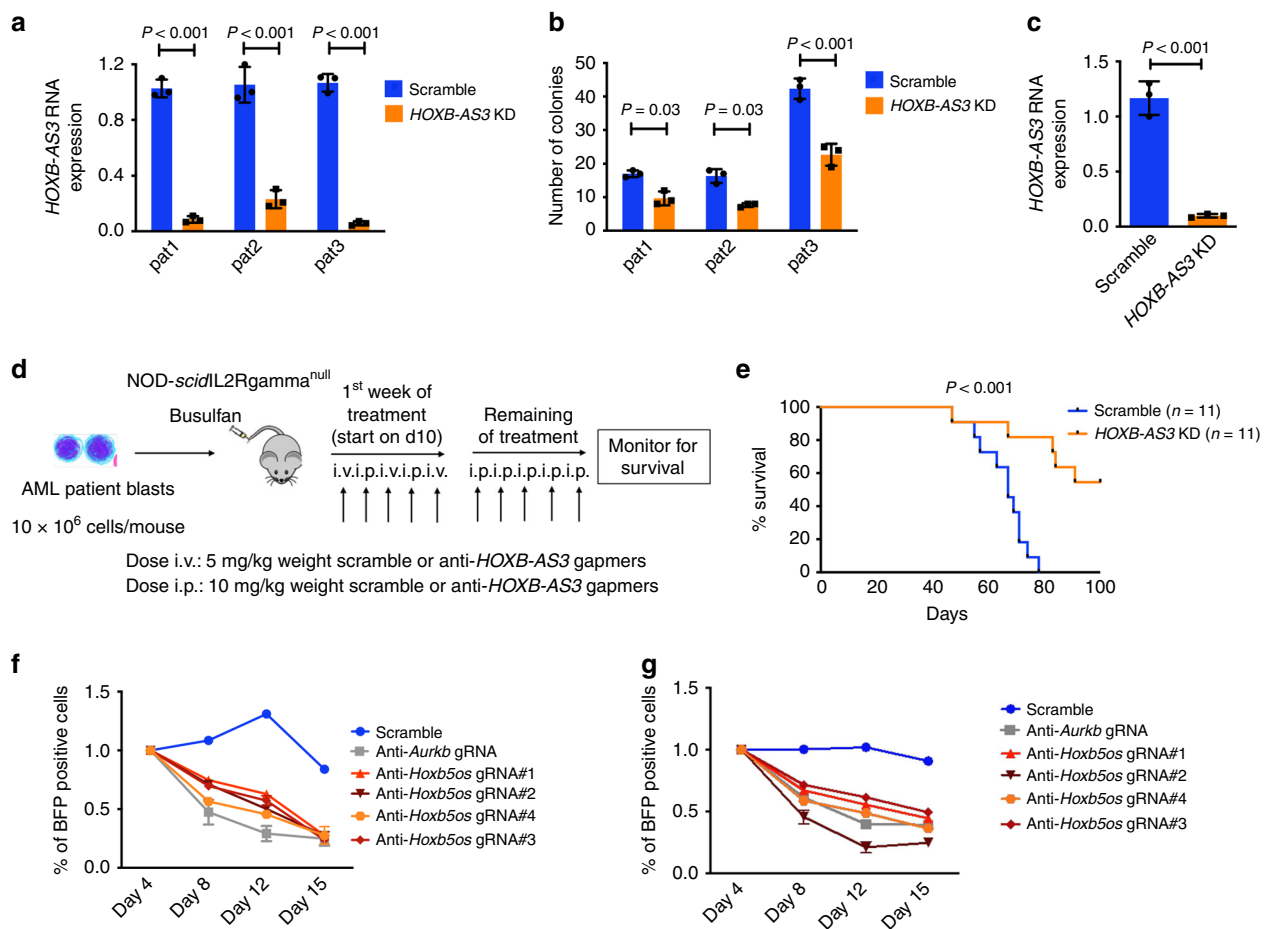 a
P < 0.001 P < 0.001 P < 0.001
HOXB-AS3 RNA
expression
1.2
0.8
0.4
0.0
pat1
pat2
pat3
Scramble
HOXB-AS3 KD
b
P < 0.001
P = 0.03
P = 0.03
Number of colonies
50
40
30
20
10
0
pat1
pat2
pat3
Scramble
HOXB-AS3 KD
c
P < 0.001
HOXB-AS3 RNA
expression
1.5
1.0
0.5
0.0
Scramble
HOXB-AS3 KD
d
NOD-scidIL2Rgammanull
Busulfan
1st week of
treatment
(start on d10)
i.v.i.p.i.v.i.p.i.v.
Remaining
of treatment
i.p.i.p.i.p.i.p.i.p.
Monitor for
survival
AML patient blasts
10 × 10⁶ cells/mouse
Dose i.v.: 5 mg/kg weight scramble or anti-HOXB-AS3 gapmers
Dose i.p.: 10 mg/kg weight scramble or anti-HOXB-AS3 gapmers
e
P < 0.001
% survival
100
80
60
40
20
0
0 20 40 60 80 100
Days
Scramble (n = 11)
HOXB-AS3 KD (n = 11)
f
% of BFP positive cells
1.5
1.0
0.5
0.0
Day 4
Day 8
Day 12
Day 15
Scramble
Anti-Aurkb gRNA
Anti-Hoxb5os gRNA#1
Anti-Hoxb5os gRNA#2
Anti-Hoxb5os gRNA#4
Anti-Hoxb5os gRNA#3
g
% of BFP positive cells
1.5
1.0
0.5
0.0
Day 4
Day 8
Day 12
Day 15
Scramble
Anti-Aurkb gRNA
Anti-Hoxb5os gRNA#1
Anti-Hoxb5os gRNA#2
Anti-Hoxb5os gRNA#4
Anti-Hoxb5os gRNA#3